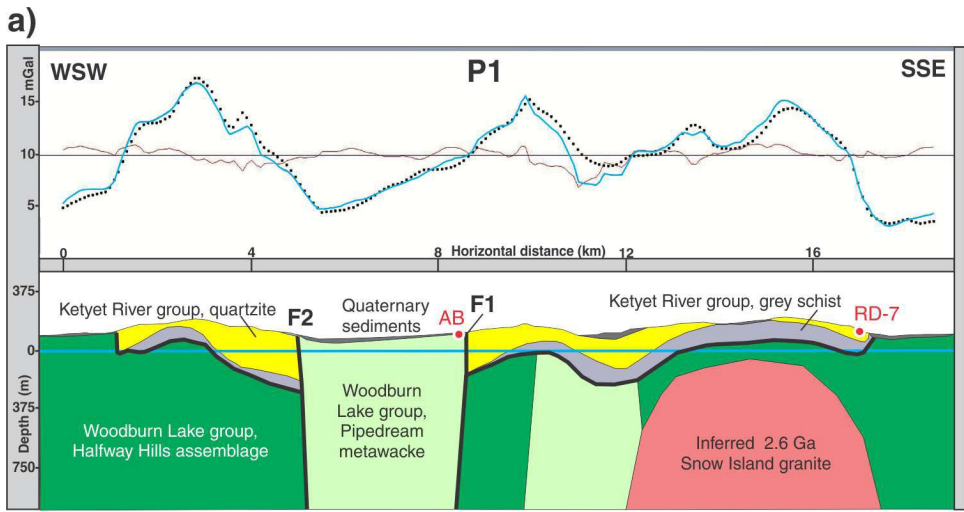 a)
WSW
P1
SSE
mGal
15
10
5
0
4
8
Horizontal distance (km)
12
16
375
0
375
750
Depth (m)
Ketyet River group, quartzite
F2
Quaternary
sediments
AB
F1
Ketyet River group, grey schist
RD-7
Woodburn Lake group,
Halfway Hills assemblage
Woodburn
Lake group,
Pipedream
metawacke
Inferred 2.6 Ga
Snow Island granite